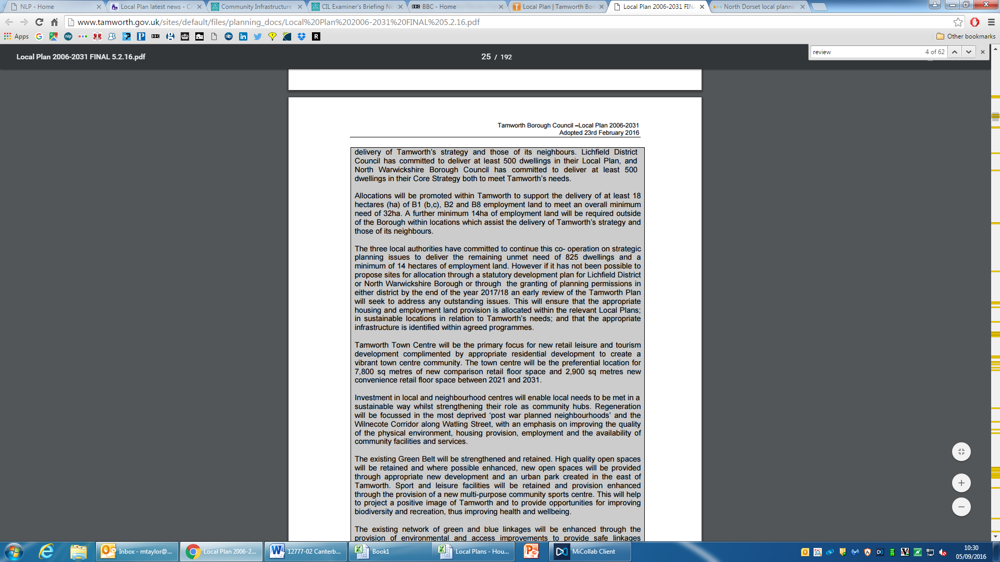 NLP - Home
Local Plan latest news - C
Community Infrastructure
CIL Examiner's Briefing No
BBC BBC - Home
Local Plan | Tamworth Bor
Local Plan 2006-2031 FIN
North Dorset local plannin
www.tamworth.gov.uk/sites/default/files/planning_docs/Local%20Plan%202006-2031%20FINAL%205.2.16.pdf
Apps
nlp
BBC
R
Other bookmarks
Local Plan 2006-2031 FINAL 5.2.16.pdf
25 / 192
review
4 of 62
Tamworth Borough Council –Local Plan 2006-2031
Adopted 23rd February 2016
delivery of Tamworth's strategy and those of its neighbours. Lichfield District
Council has committed to deliver at least 500 dwellings in their Local Plan, and
North Warwickshire Borough Council has committed to deliver at least 500
dwellings in their Core Strategy both to meet Tamworth's needs.
Allocations will be promoted within Tamworth to support the delivery of at least 18
hectares (ha) of B1 (b,c), B2 and B8 employment land to meet an overall minimum
need of 32ha. A further minimum 14ha of employment land will be required outside
of the Borough within locations which assist the delivery of Tamworth's strategy and
those of its neighbours.
The three local authorities have committed to continue this co- operation on strategic
planning issues to deliver the remaining unmet need of 825 dwellings and a
minimum of 14 hectares of employment land. However if it has not been possible to
propose sites for allocation through a statutory development plan for Lichfield District
or North Warwickshire Borough or through the granting of planning permissions in
either district by the end of the year 2017/18 an early review of the Tamworth Plan
will seek to address any outstanding issues. This will ensure that the appropriate
housing and employment land provision is allocated within the relevant Local Plans;
in sustainable locations in relation to Tamworth's needs; and that the appropriate
infrastructure is identified within agreed programmes.
Tamworth Town Centre will be the primary focus for new retail leisure and tourism
development complimented by appropriate residential development to create a
vibrant town centre community. The town centre will be the preferential location for
7,800 sq metres of new comparison retail floor space and 2,900 sq metres new
convenience retail floor space between 2021 and 2031.
Investment in local and neighbourhood centres will enable local needs to be met in a
sustainable way whilst strengthening their role as community hubs. Regeneration
will be focussed in the most deprived 'post war planned neighbourhoods' and the
Wilnecote Corridor along Watling Street, with an emphasis on improving the quality
of the physical environment, housing provision, employment and the availability of
community facilities and services.
The existing Green Belt will be strengthened and retained. High quality open spaces
will be retained and where possible enhanced, new open spaces will be provided
through appropriate new development and an urban park created in the east of
Tamworth. Sport and leisure facilities will be retained and provision enhanced
through the provision of a new multi-purpose community sports centre. This will help
to project a positive image of Tamworth and to provide opportunities for improving
biodiversity and recreation, thus improving health and wellbeing.
The existing network of green and blue linkages will be enhanced through the
provision of environmental and access improvements to provide safe linkages
Inbox - mtaylor@...
Local Plan 2006-2...
12777-02 Canterb...
Book1
Local Plans - Hou...
MiCollab Client
10:30
05/09/2016